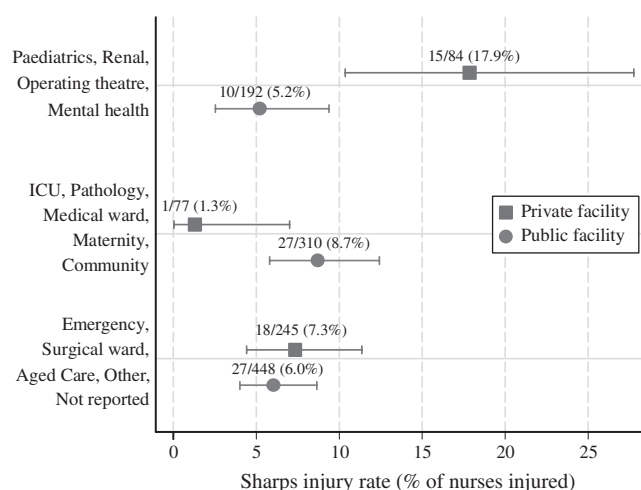 Paediatrics, Renal,
Operating theatre,
Mental health
15/84 (17.9%)
10/192 (5.2%)
ICU, Pathology,
Medical ward,
Maternity,
Community
1/77 (1.3%)
27/310 (8.7%)
Private facility
Public facility
Emergency,
Surgical ward,
Aged Care, Other,
Not reported
18/245 (7.3%)
27/448 (6.0%)
0 5 10 15 20 25
Sharps injury rate (% of nurses injured)